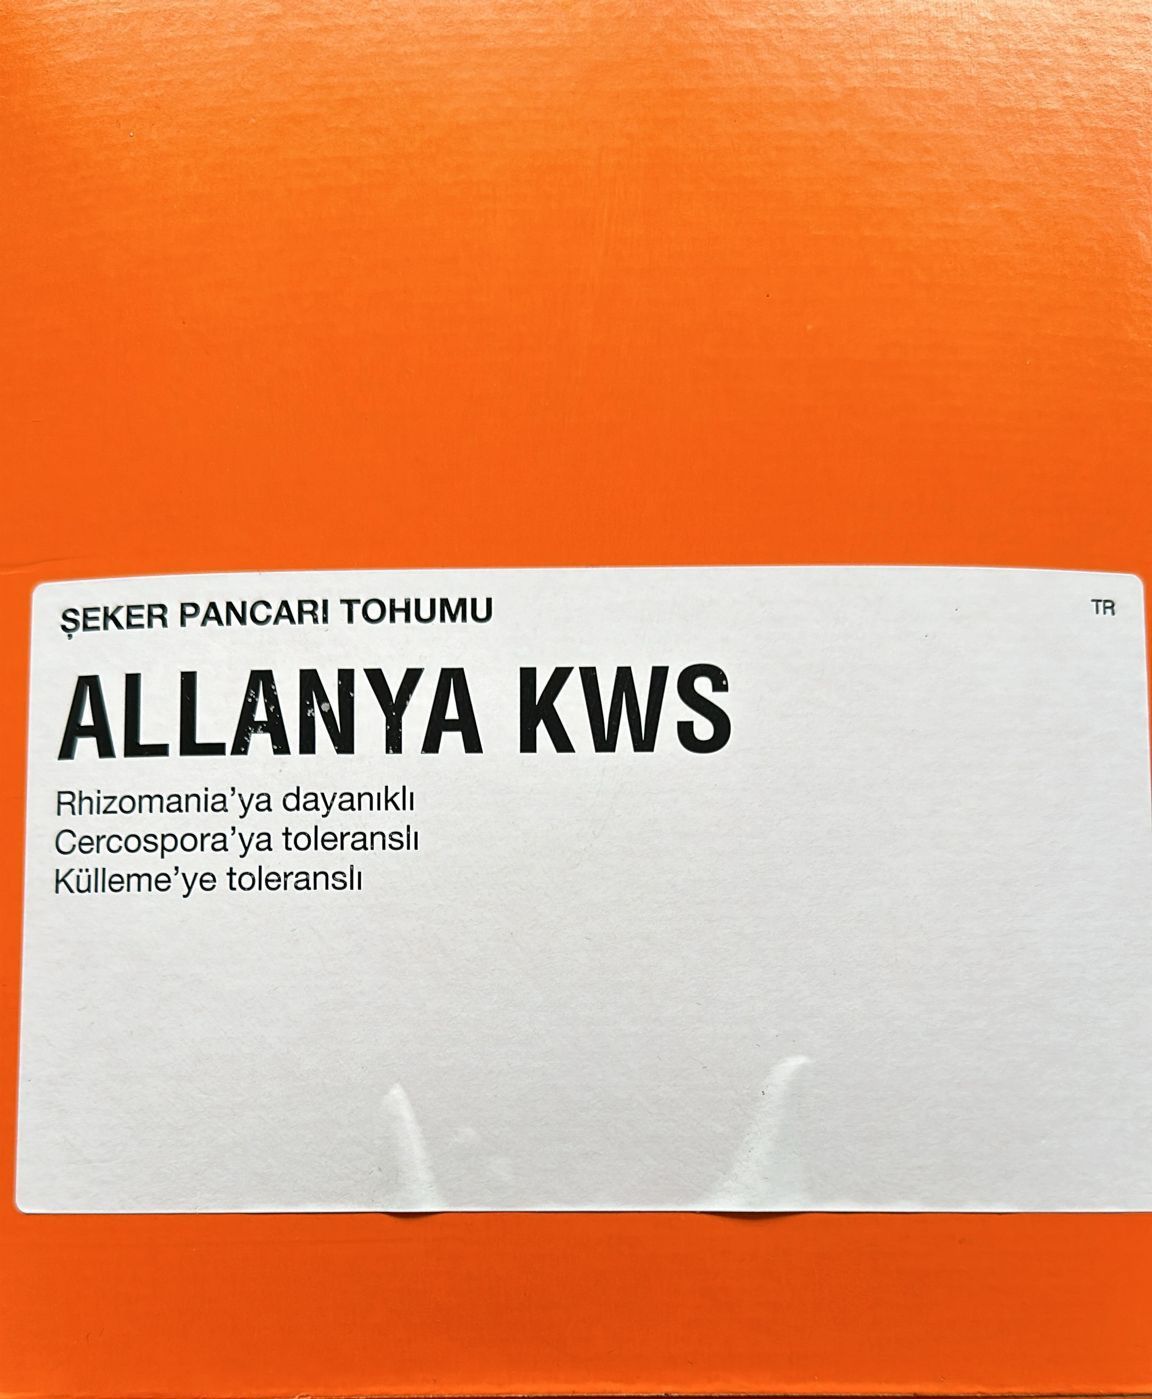 ŞEKER PANCARI TOHUMU
TR
ALLANYA KWS
Rhizomania'ya dayanıklı
Cercospora'ya toleranslı
Külleme'ye toleranslı